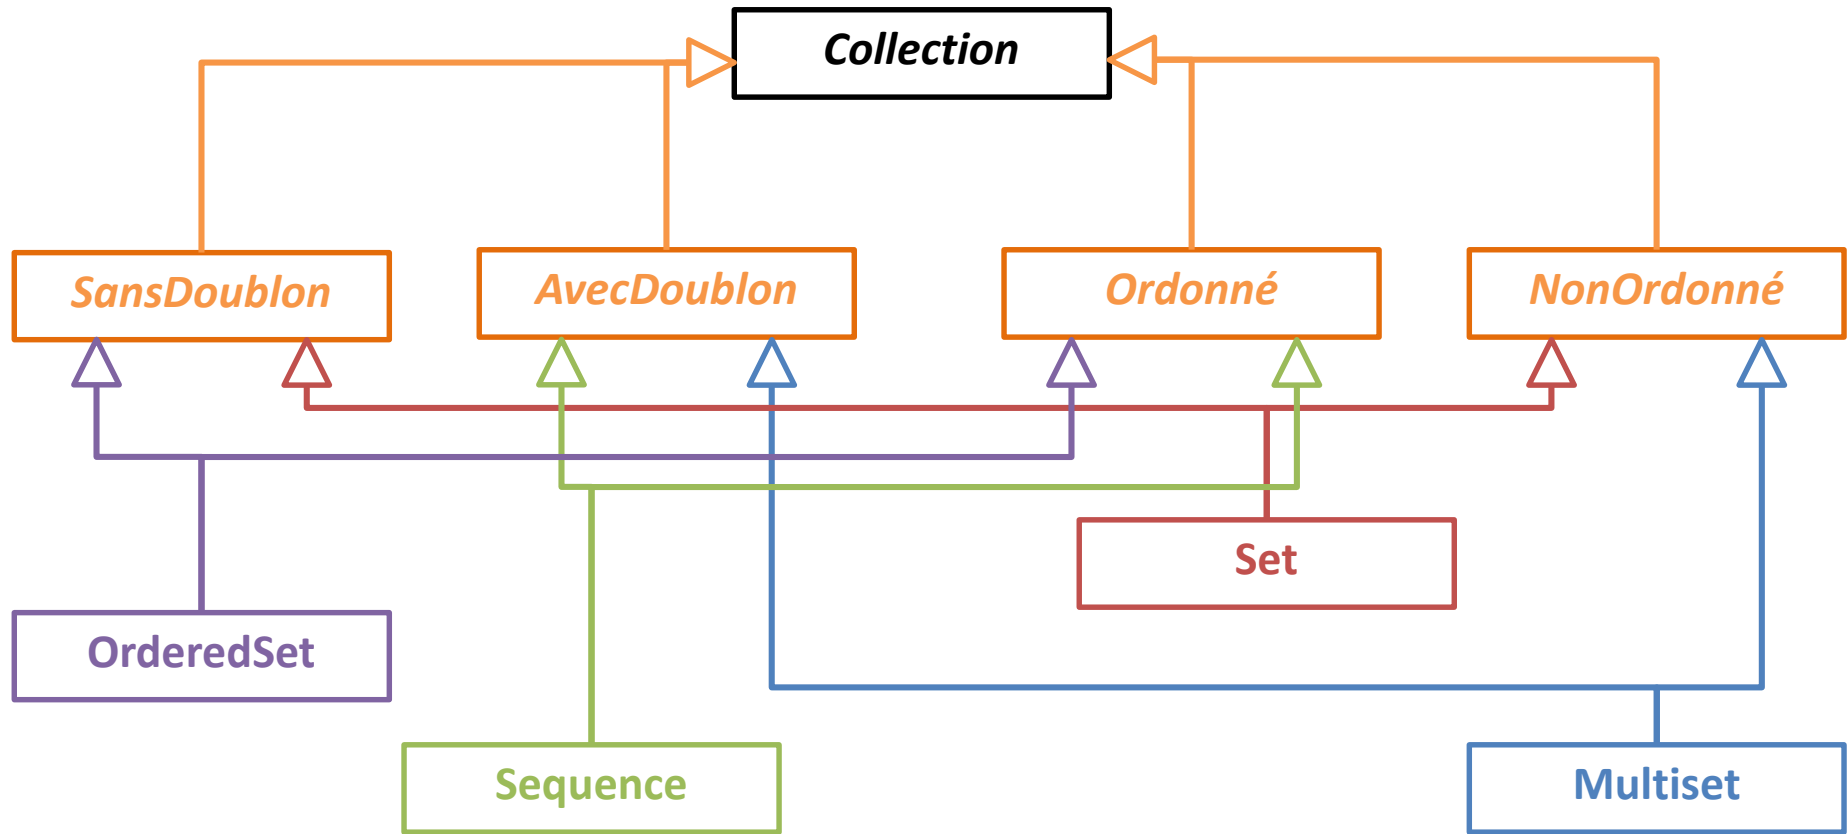 Collection
SansDoublon
AvecDoublon
Ordonné
NonOrdonné
Set
OrderedSet
Sequence
Multiset